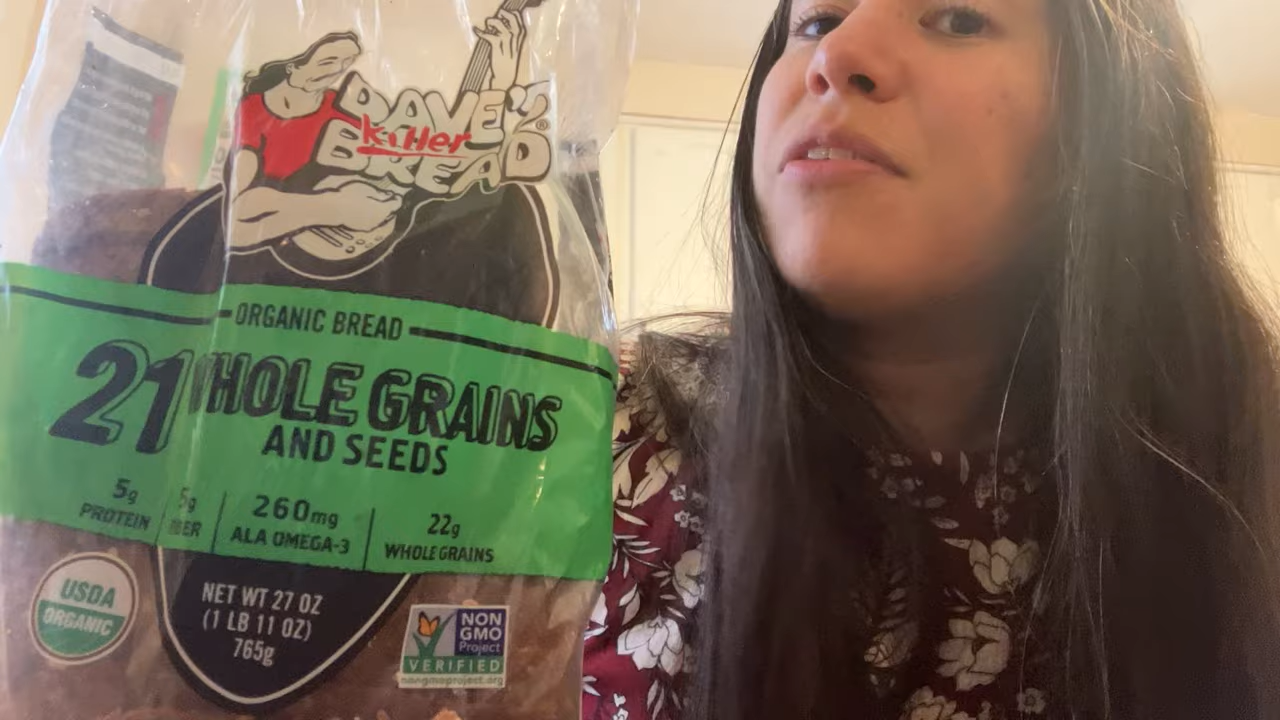 DAVE'S
killer
BREAD®
ORGANIC BREAD
21 WHOLE GRAINS
AND SEEDS
5g
PROTEIN
5g
260mg
ALA OMEGA-3
22g
WHOLE GRAINS
USDA
ORGANIC
NET WT 27 OZ
(1 LB 11 OZ)
765g
NON
GMO
Project
VERIFIED
nongmoproject.org